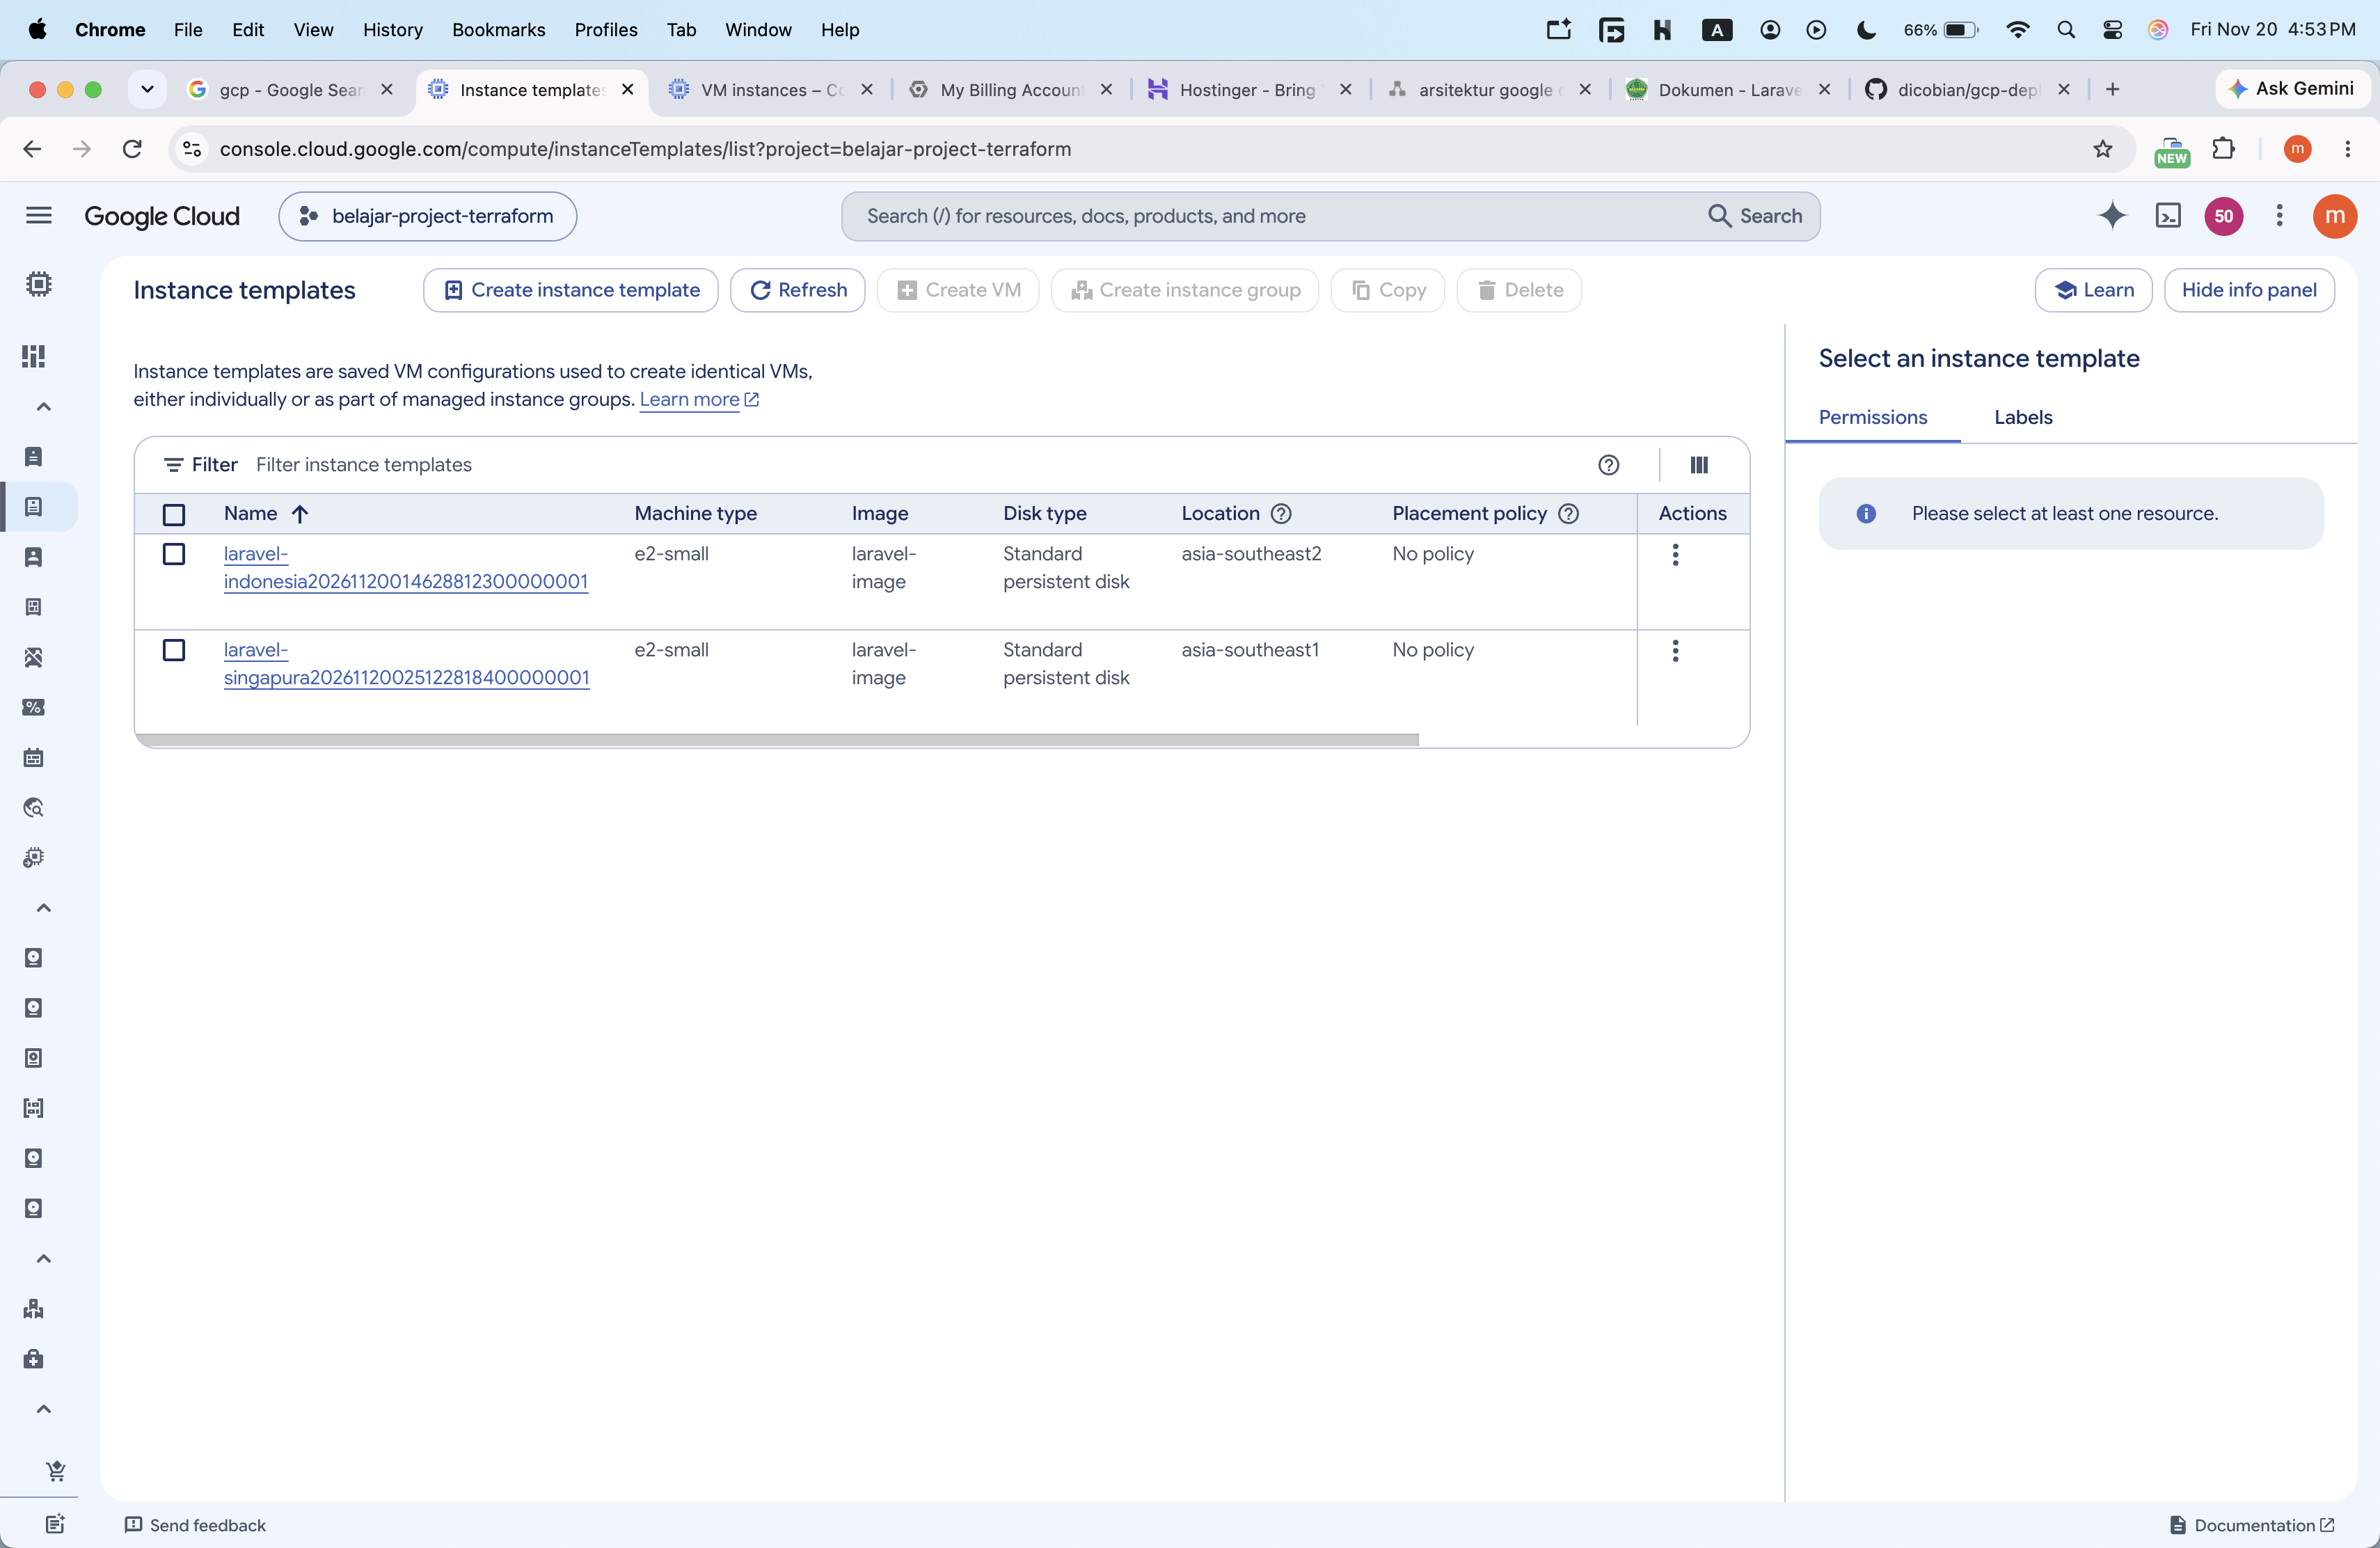 Chrome File Edit View History Bookmarks Profiles Tab Window Help A 66% Fri Nov 20 4:53 PM
gcp - Google Sear Instance templates VM instances – Co My Billing Account Hostinger - Bring arsitektur google Dokumen - Larave dicobian/gcp-dep Ask Gemini
console.cloud.google.com/compute/instanceTemplates/list?project=belajar-project-terraform NEW m
Google Cloud belajar-project-terraform Search (/) for resources, docs, products, and more Search 50 m
Instance templates Create instance template Refresh Create VM Create instance group Copy Delete Learn Hide info panel
Instance templates are saved VM configurations used to create identical VMs,
either individually or as part of managed instance groups. Learn more
Filter Filter instance templates
Name Machine type Image Disk type Location Placement policy Actions
laravel- e2-small laravel- Standard asia-southeast2 No policy
indonesia20261120014628812300000001 image persistent disk
laravel- e2-small laravel- Standard asia-southeast1 No policy
singapura20261120025122818400000001 image persistent disk
Select an instance template
Permissions Labels
Please select at least one resource.
Send feedback Documentation